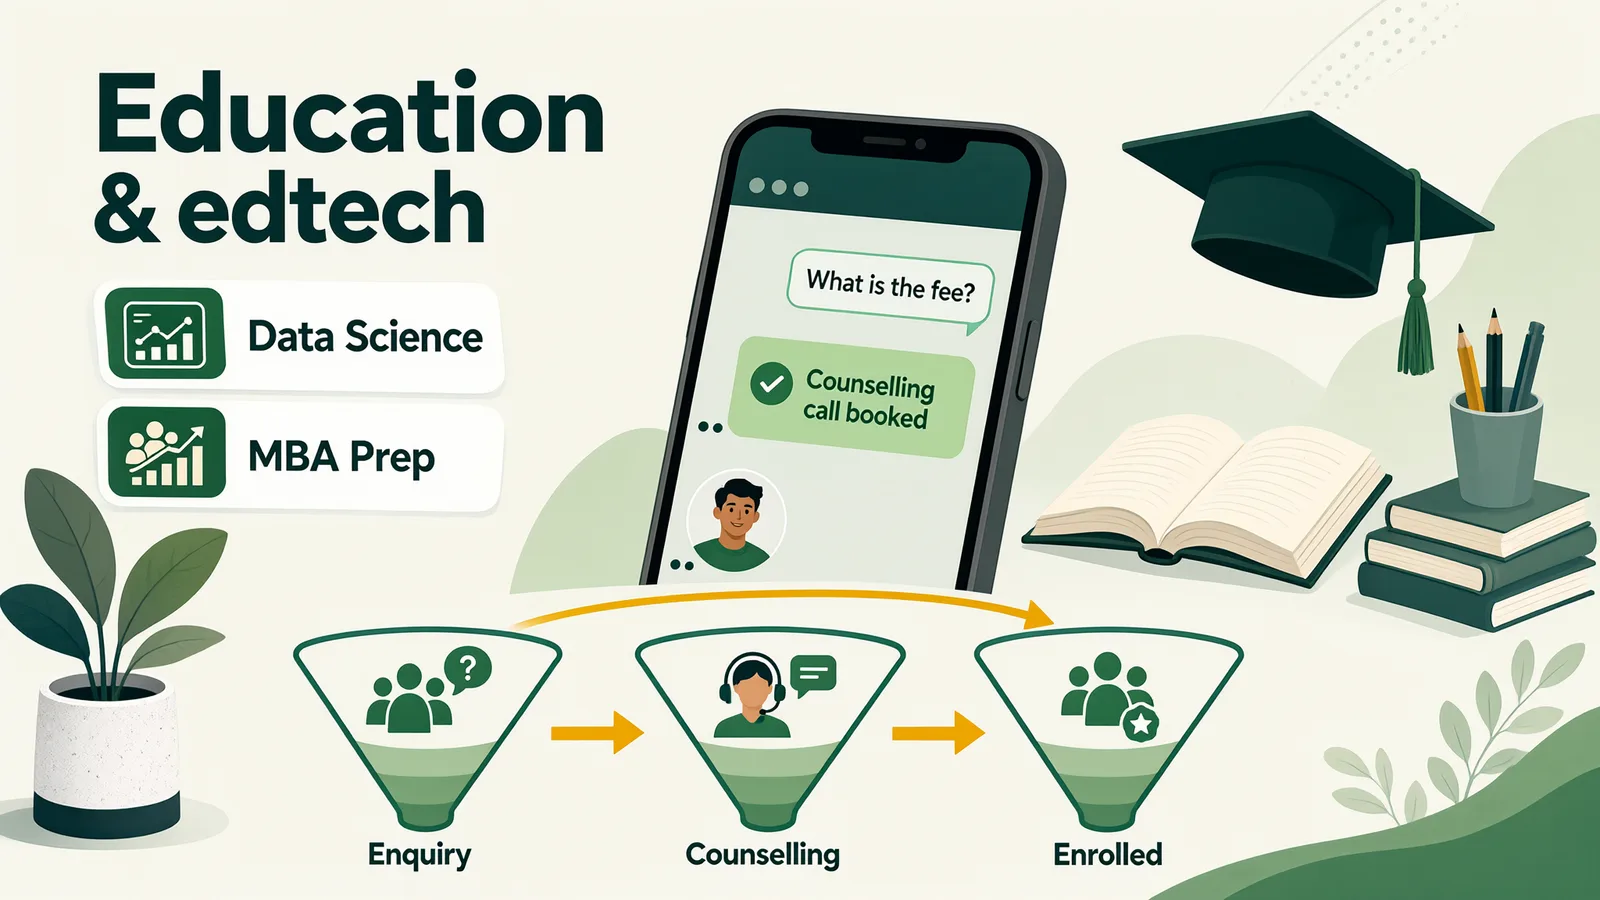 Education
& edtech
Data Science
MBA Prep
What is the fee?
Counselling
call booked
?
Enquiry
Counselling
Enrolled